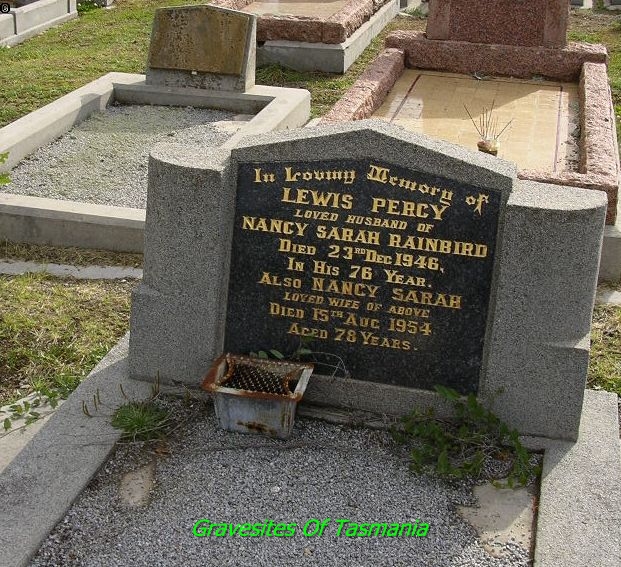 In Loving Memory of
LEWIS PERCY
LOVED HUSBAND OF
NANCY SARAH RAINBIRD
DIED 23RD DEC 1946.
IN HIS 76 YEAR.
ALSO NANCY SARAH
LOVED WIFE OF ABOVE
DIED 15TH AUG 1954
AGED 78 YEARS.
Gravesites Of Tasmania